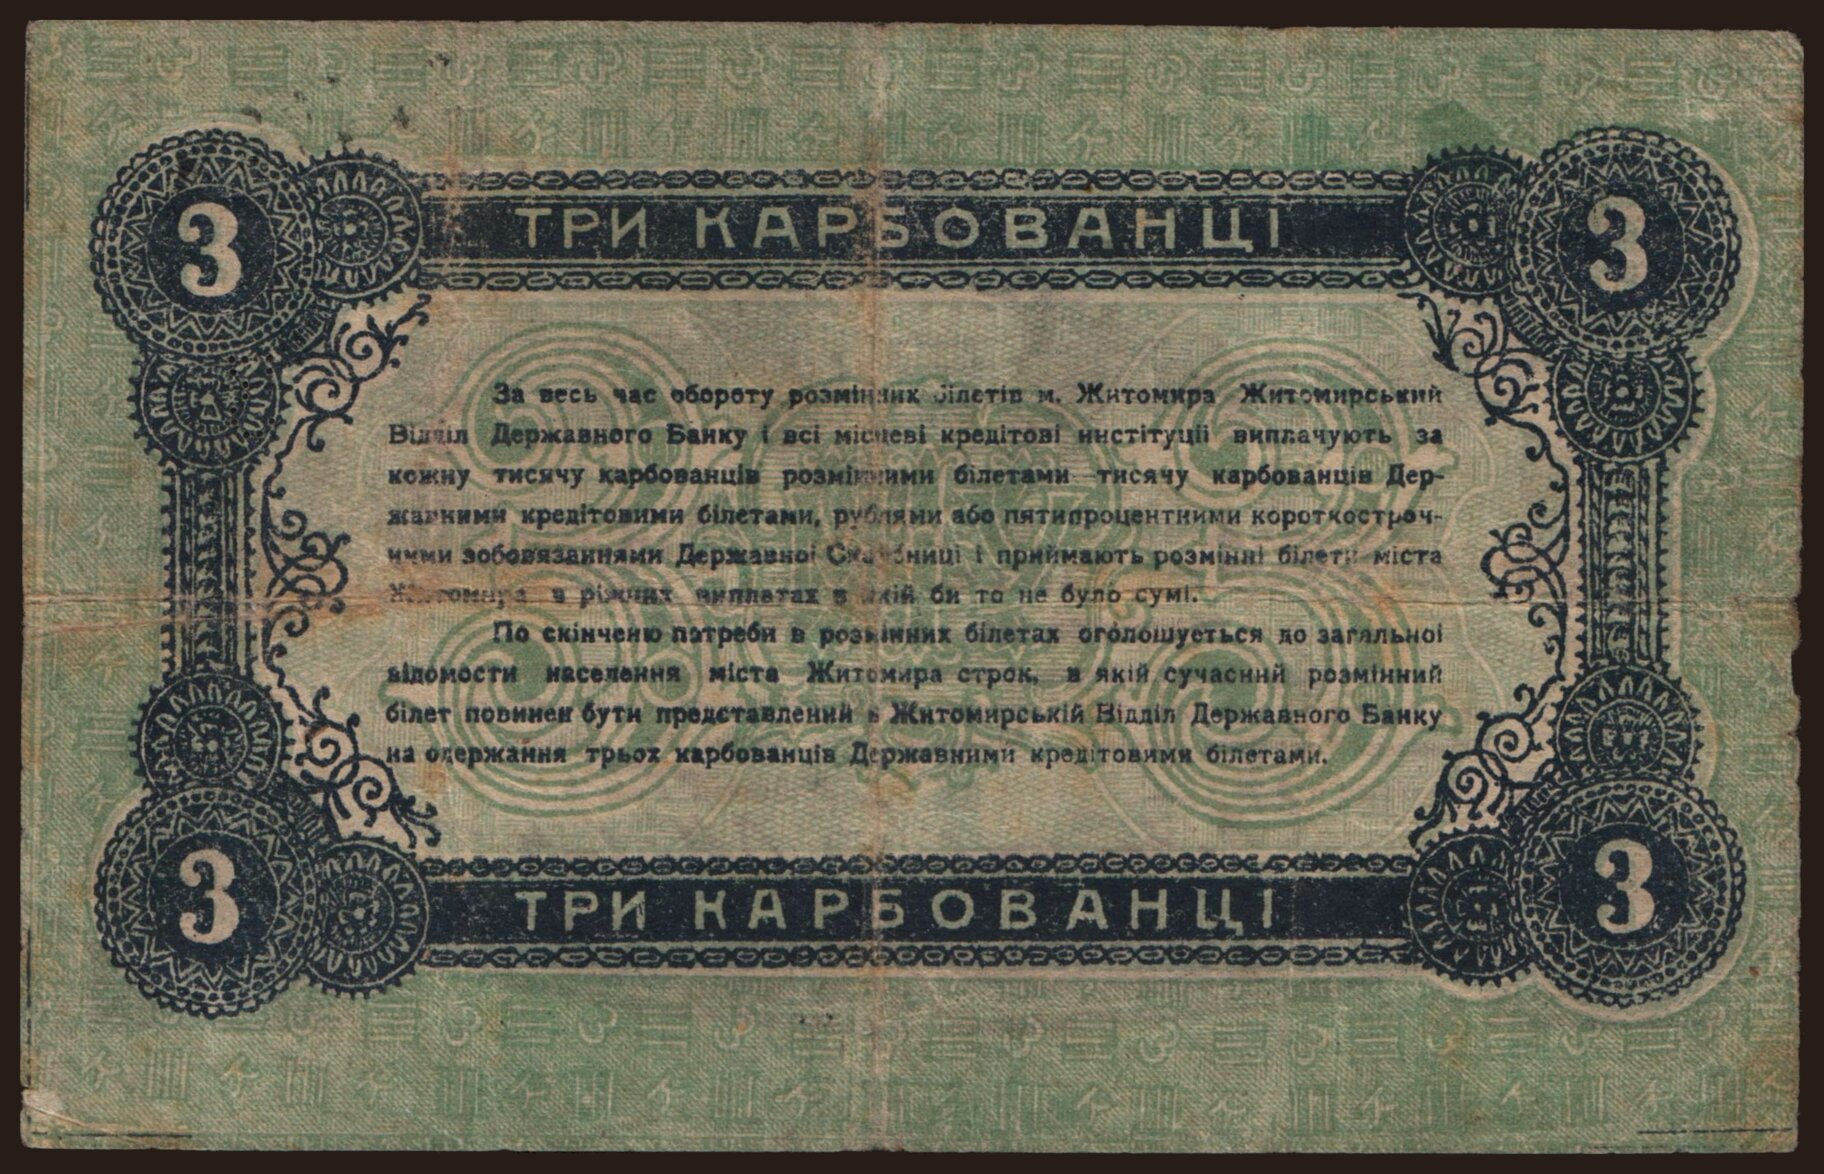 ТРИ КАРБОВАНЦІ
3 3
За весь час обороту розмінних білетів м. Житомира Житомирський
Відділ Державного Банку і всі місцеві кредітові инстітуції виплачують за
кожну тисячу карбованців розмінними білетами тисячу карбованців Дер-
жавними кредітовими білетами, рублями або пятипроцентними короткостроч-
ними зобовязаннями Державної Скарбниці і приймають розмінні білети міста
Житомира в ріжних виплатах в якій би то не було сумі.
По скінченю потреби в розмінних білетах оголошується до загальної
відомости населення міста Житомира строк, в якій сучасний розмінний
білет повинен бути представлений в Житомирській Відділ Державного Банку
на одержання трьох карбованців Державними кредітовими білетами.
3 3
ТРИ КАРБОВАНЦІ